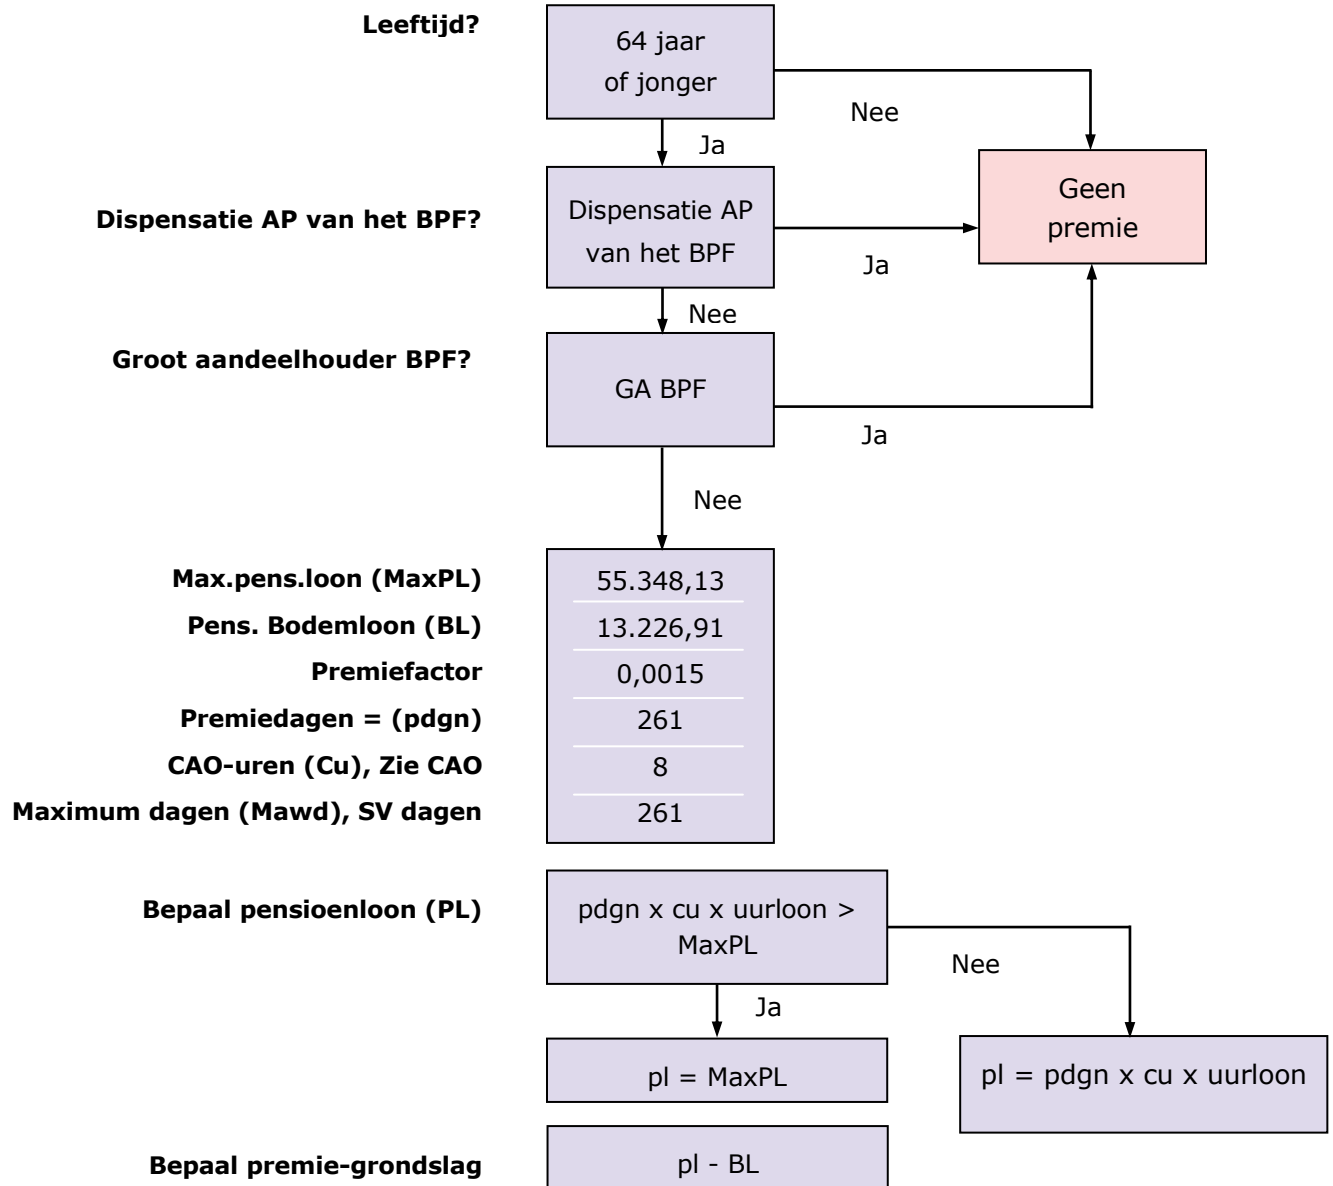 Leeftijd?
64 jaar
of jonger
Nee
Ja
Geen
premie
Dispensatie AP van het BPF?
Dispensatie AP
van het BPF
Ja
Nee
Groot aandeelhouder BPF?
GA BPF
Ja
Nee
Max.pens.loon (MaxPL)
55.348,13
Pens. Bodemloon (BL)
13.226,91
Premiefactor
0,0015
Premiedagen = (pdgn)
261
CAO-uren (Cu), Zie CAO
8
Maximum dagen (Mawd), SV dagen
261
Bepaal pensioenloon (PL)
pdgn x cu x uurloon >
MaxPL
Nee
Ja
pl = MaxPL
pl = pdgn x cu x uurloon
Bepaal premie-grondslag
pl - BL